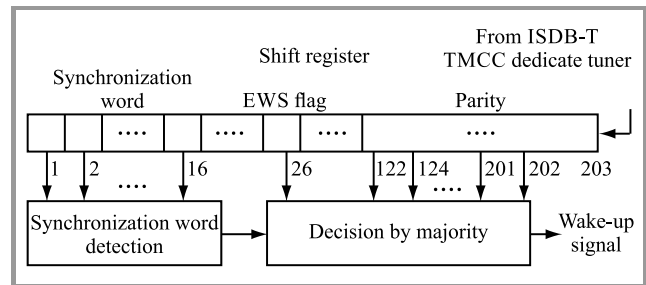 From ISDB-T
Shift register
TMCC dedicate tuner
Synchronization
word
EWS flag
Parity
.... .... .... ....
1 2 16 26 122 124 201 202 203
.... ....
Synchronization word
detection
Decision by majority
Wake-up
signal